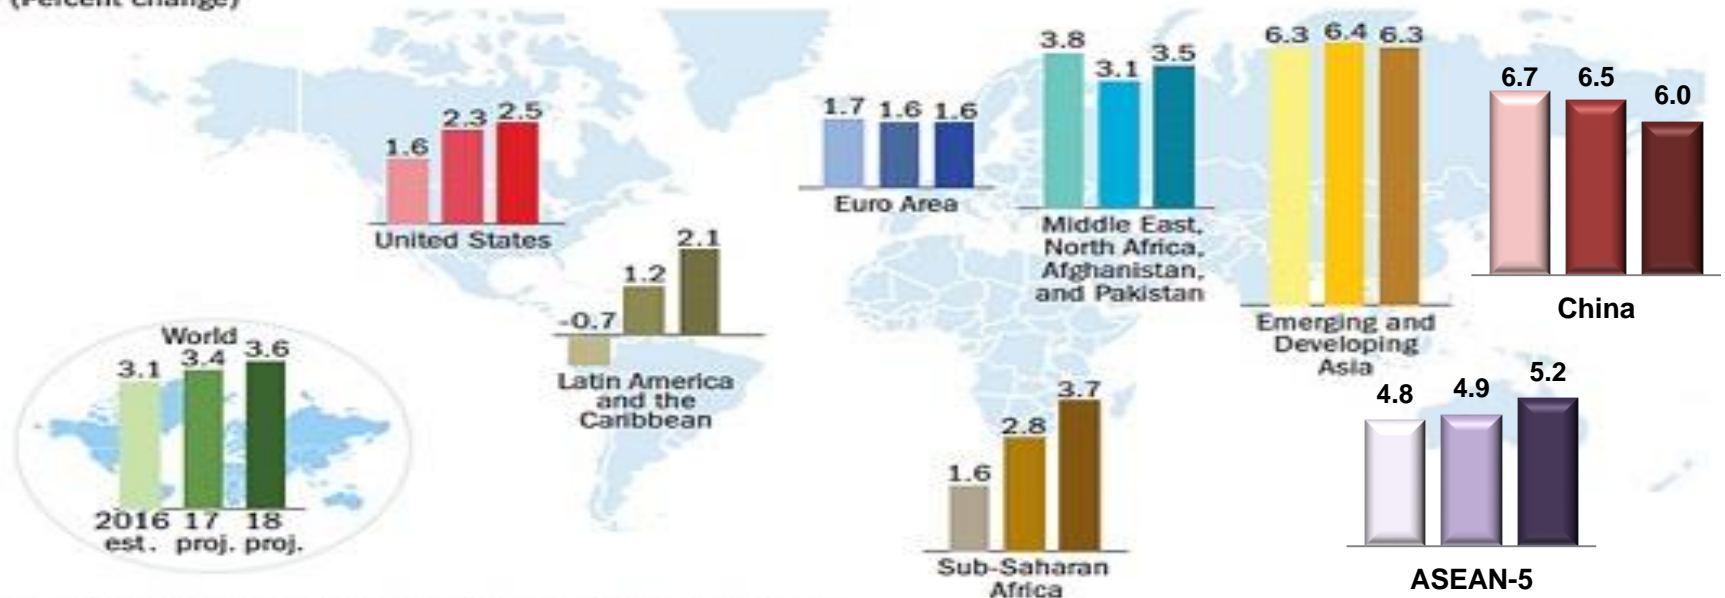 (Percent Change)
1.6 2.3 2.5
United States
-0.7 1.2 2.1
Latin America
and the
Caribbean
World
3.1 3.4 3.6
2016 17 18
est. proj. proj.
1.7 1.6 1.6
Euro Area
3.8 3.1 3.5
Middle East,
North Africa,
Afghanistan,
and Pakistan
1.6 2.8 3.7
Sub-Saharan
Africa
6.3 6.4 6.3
Emerging and
Developing
Asia
6.7 6.5 6.0
China
4.8 4.9 5.2
ASEAN-5